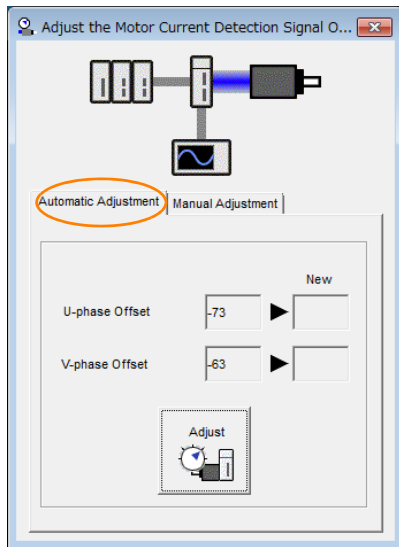 Adjust the Motor Current Detection Signal O...
Automatic Adjustment Manual Adjustment
New
U-phase Offset -73
V-phase Offset -63
Adjust